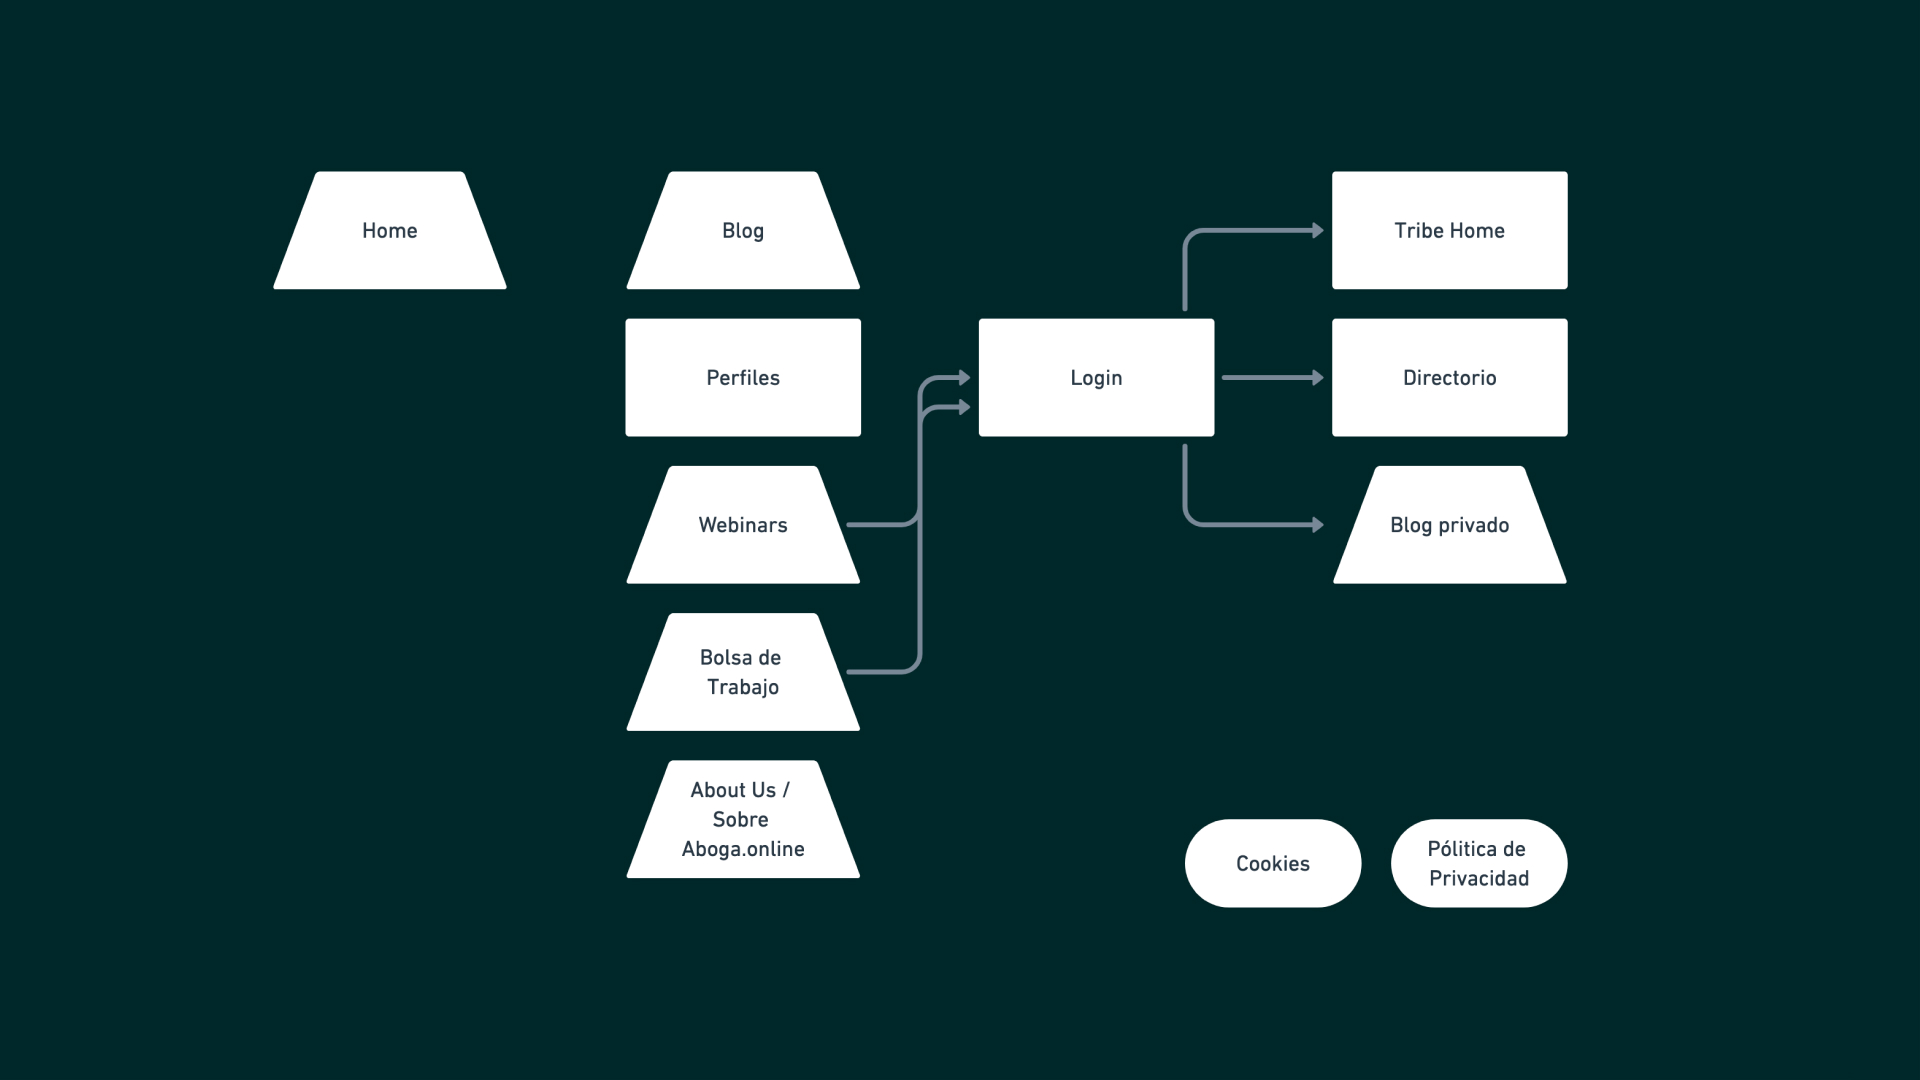 Home
Blog
Perfiles
Webinars
Bolsa de
Trabajo
About Us /
Sobre
Aboga.online
Login
Tribe Home
Directorio
Blog privado
Cookies
Pólitica de
Privacidad